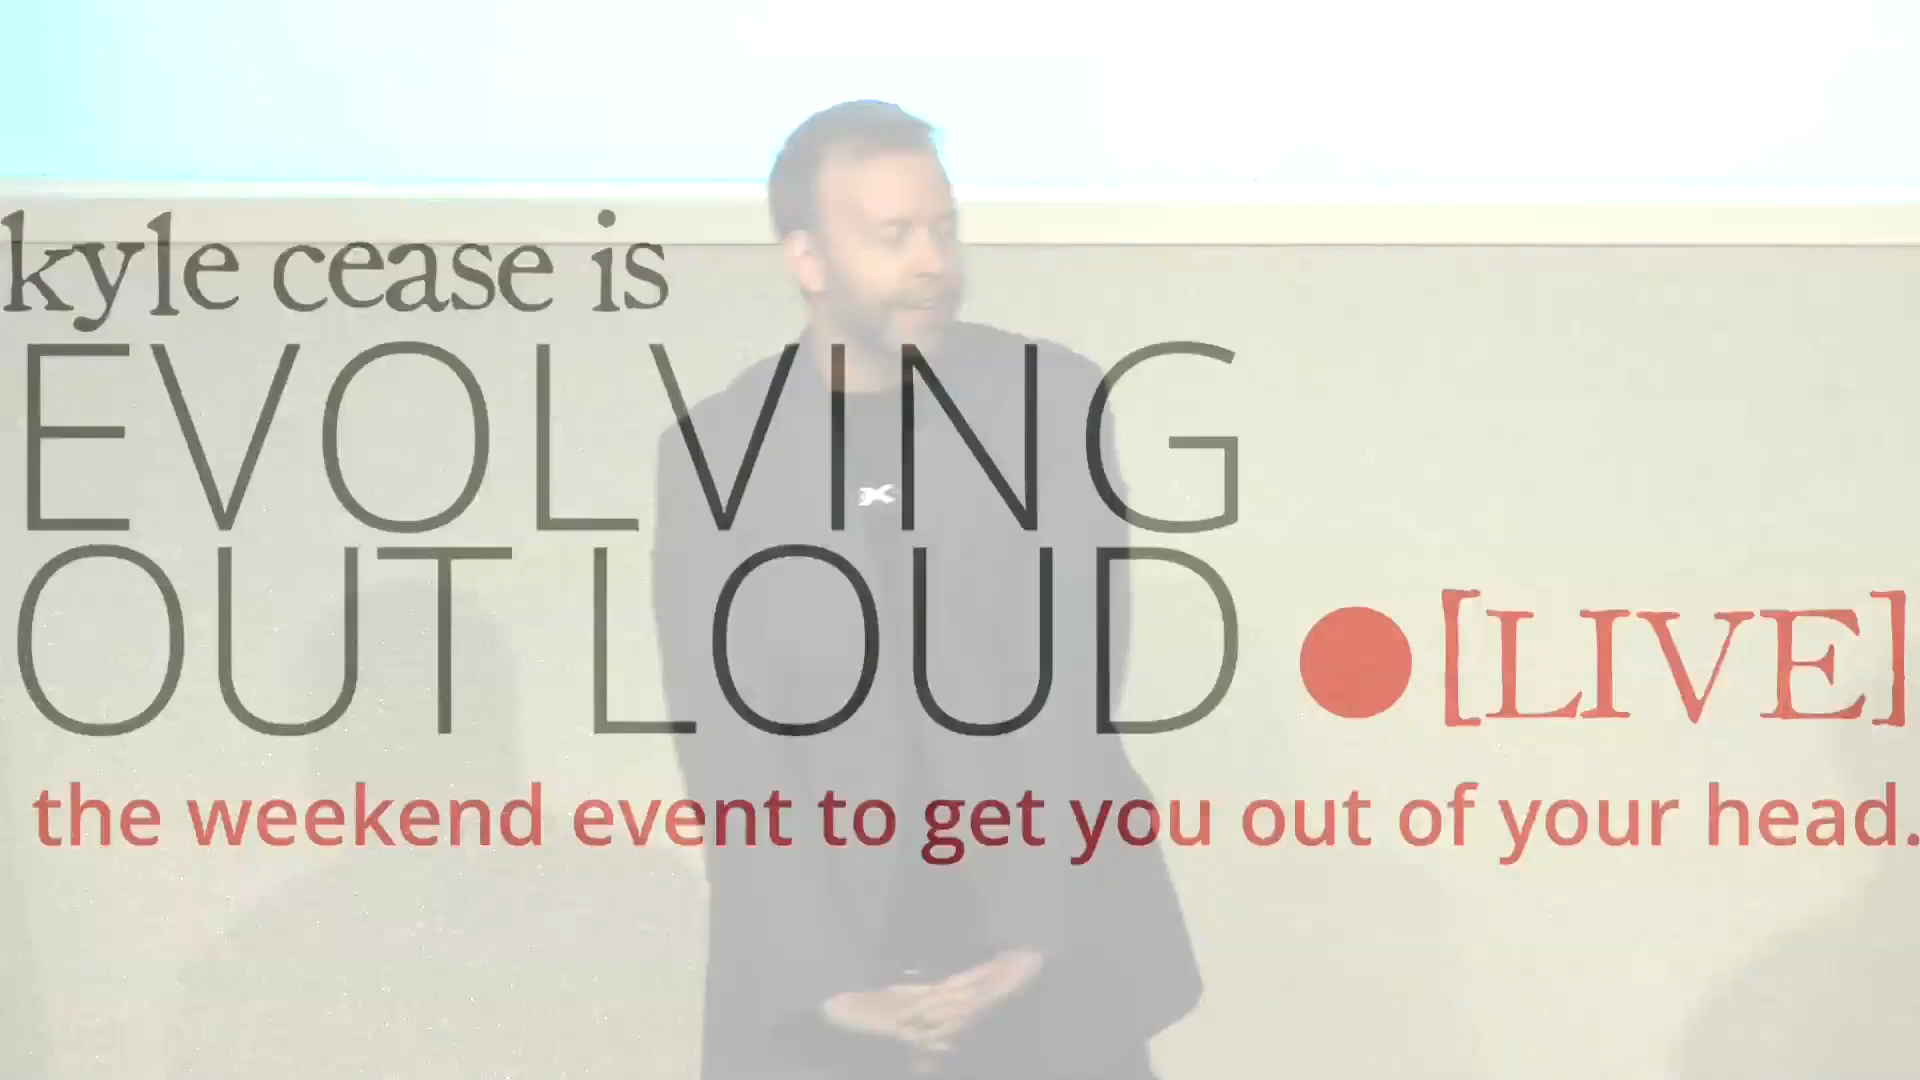 kyle cease is
EVOLVING
OUT LOUD [LIVE]
the weekend event to get you out of your head.